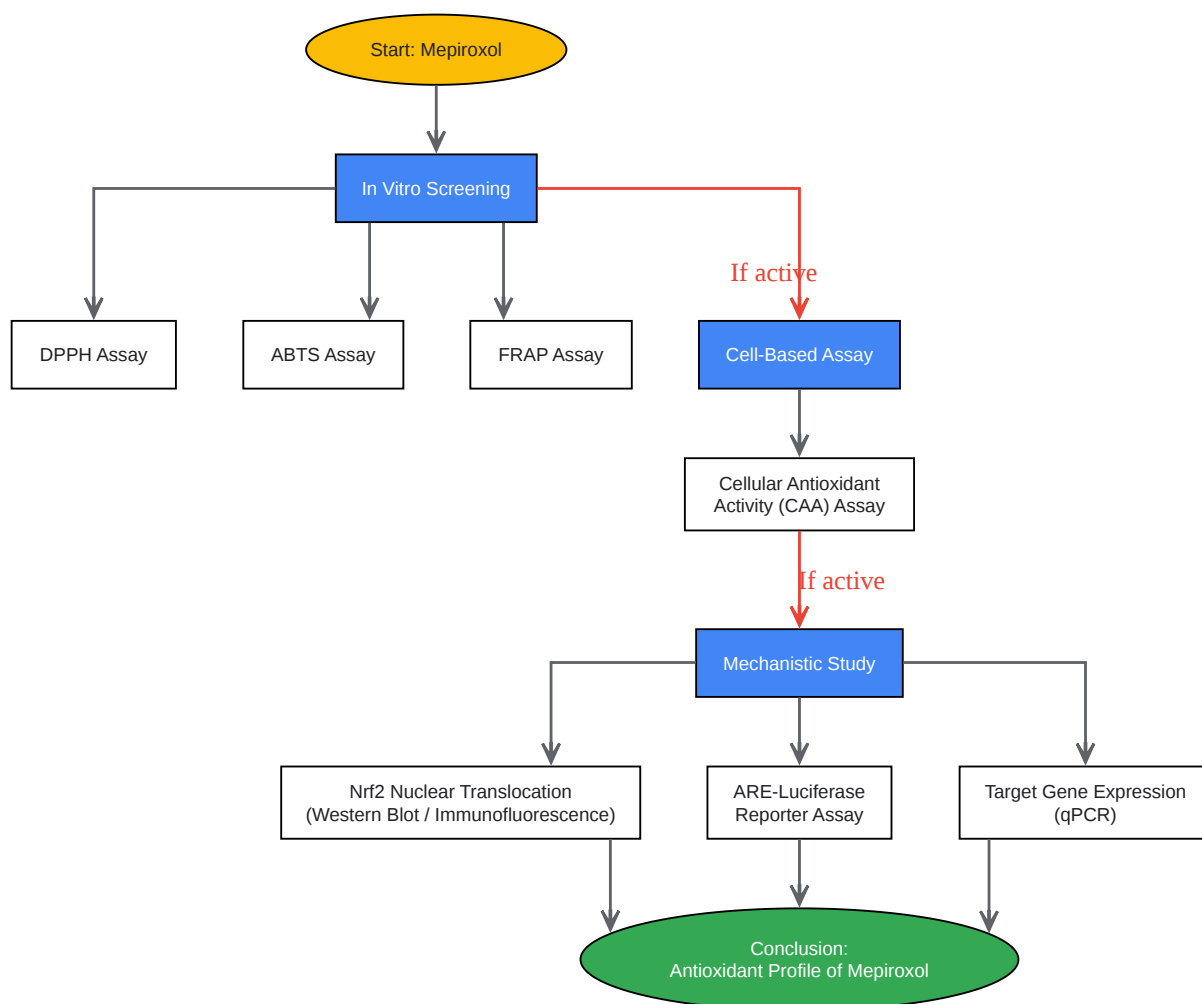 Start: Mepiroxol
In Vitro Screening
If active
DPPH Assay
ABTS Assay
FRAP Assay
Cell-Based Assay
Cellular Antioxidant
Activity (CAA) Assay
If active
Mechanistic Study
Nrf2 Nuclear Translocation
(Western Blot / Immunofluorescence)
ARE-Luciferase
Reporter Assay
Target Gene Expression
(qPCR)
Conclusion:
Antioxidant Profile of Mepiroxol